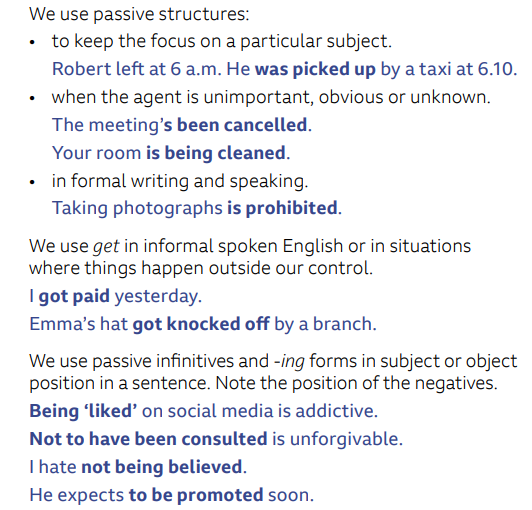 We use passive structures:
• to keep the focus on a particular subject.
Robert left at 6 a.m. He was picked up by a taxi at 6.10.
• when the agent is unimportant, obvious or unknown.
The meeting's been cancelled.
Your room is being cleaned.
• in formal writing and speaking.
Taking photographs is prohibited.
We use get in informal spoken English or in situations
where things happen outside our control.
I got paid yesterday.
Emma's hat got knocked off by a branch.
We use passive infinitives and -ing forms in subject or object
position in a sentence. Note the position of the negatives.
Being ‘liked’ on social media is addictive.
Not to have been consulted is unforgivable.
I hate not being believed.
He expects to be promoted soon.